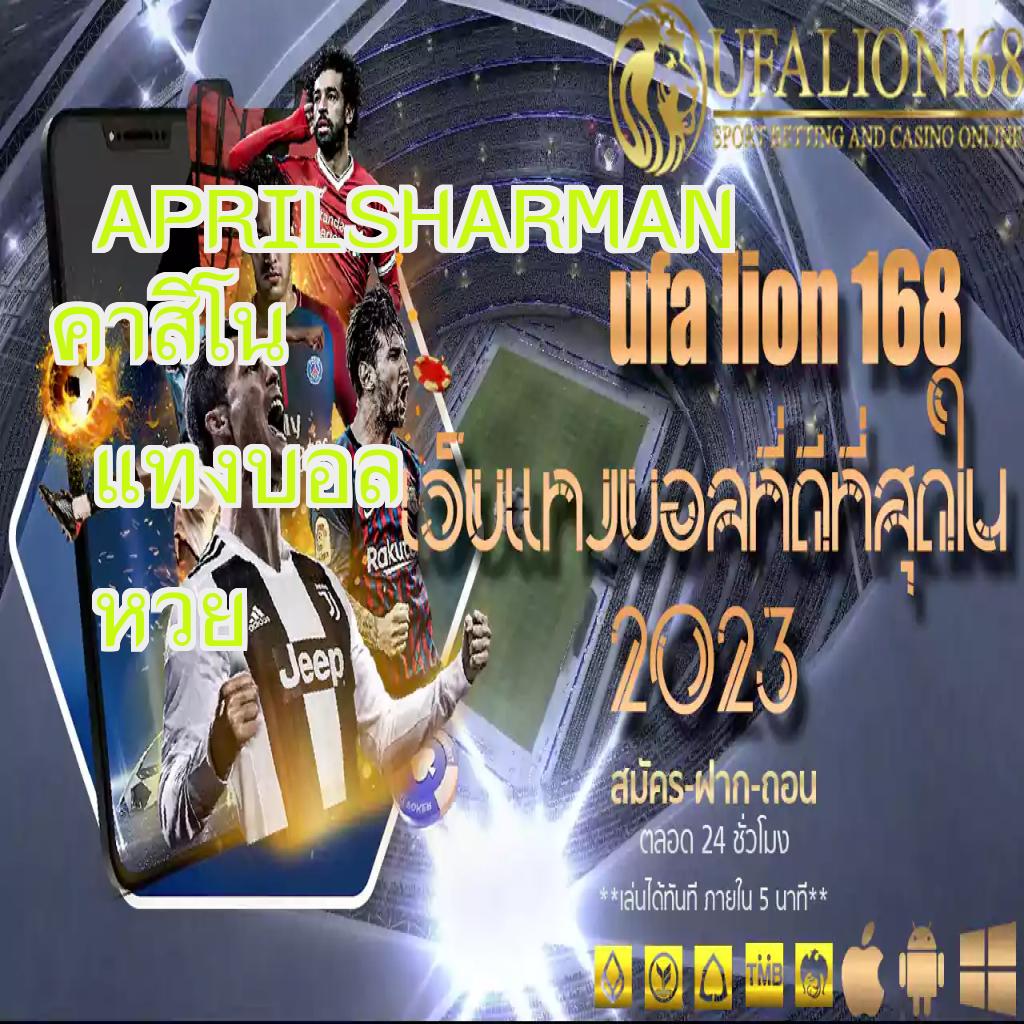 UFALION168
SPORT BETTING AND CASINO ONLINE
APRILSHARMAN
คาสิโน
แทงบอล
หวย
ufa lion 168
เว็บแทงบอลที่ดีที่สุดใน
2023
สมัคร-ฝาก-ถอน
ตลอด 24 ชั่วโมง
**เล่นได้ทันที ภายใน 5 นาที**
Jeep
adidas
TMB